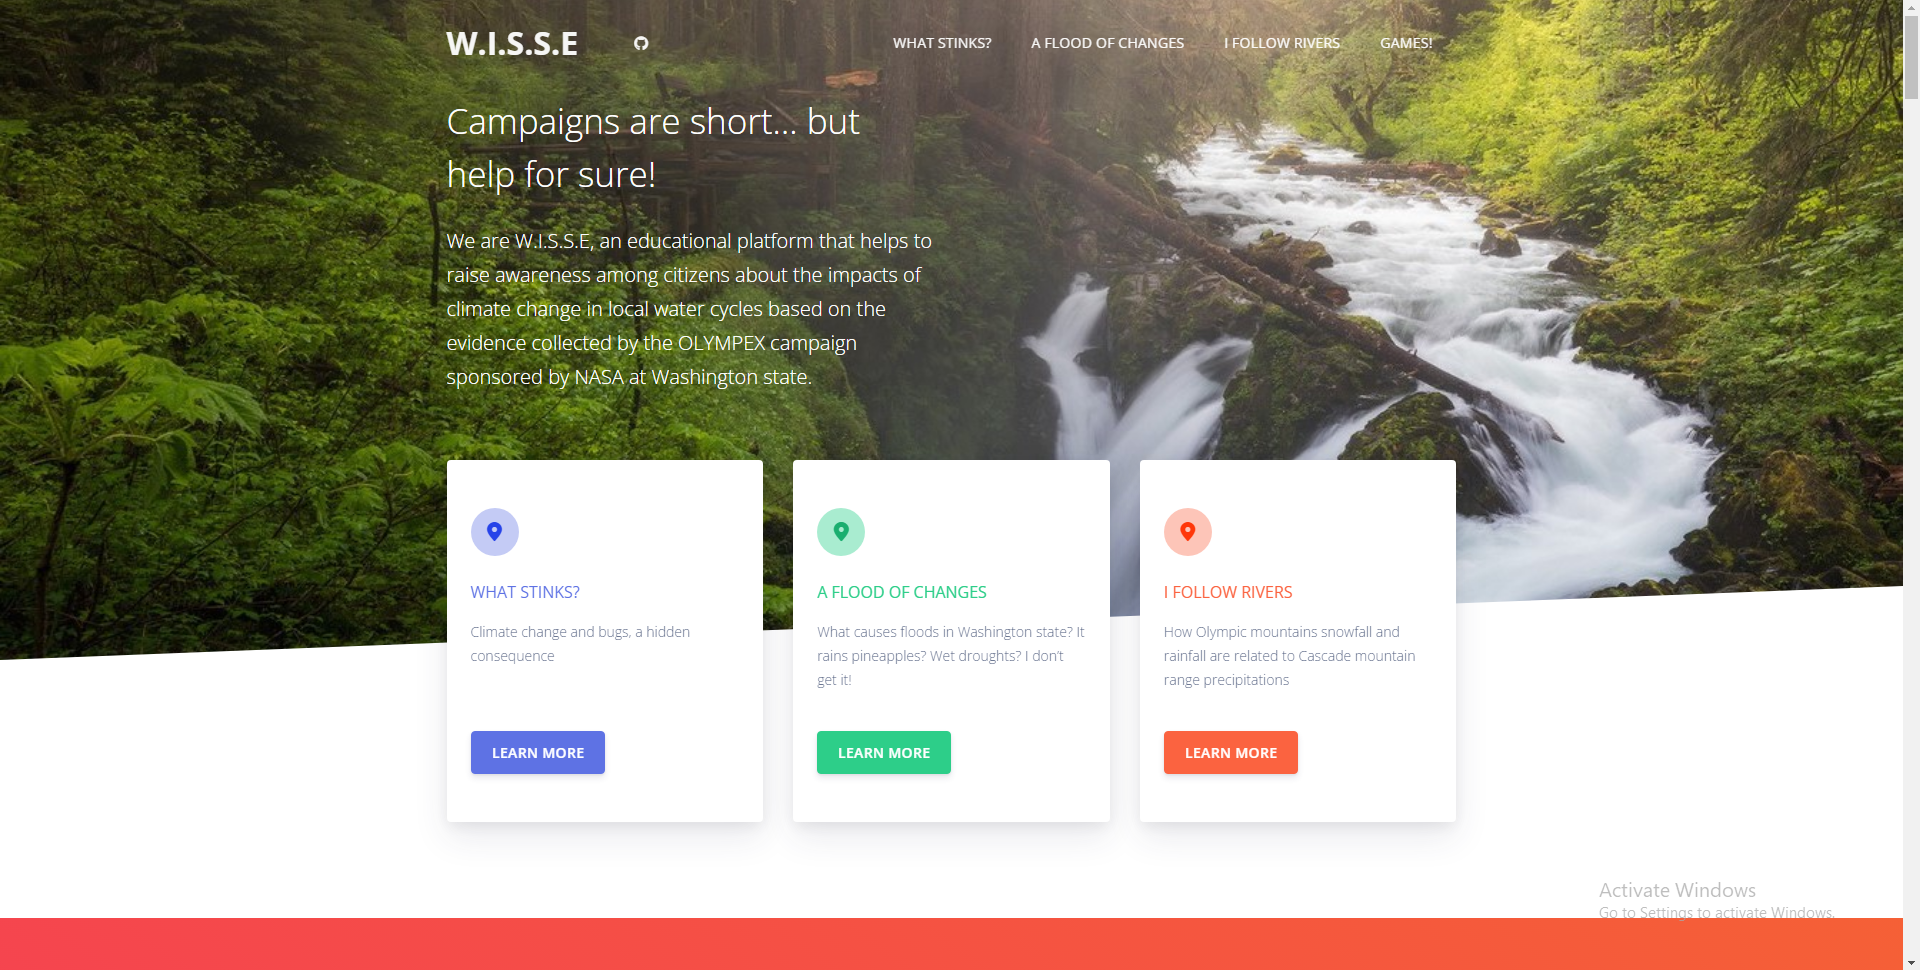 W.I.S.S.E
WHAT STINKS?
A FLOOD OF CHANGES
I FOLLOW RIVERS
GAMES!
Campaigns are short... but
help for sure!
We are W.I.S.S.E, an educational platform that helps to
raise awareness among citizens about the impacts of
climate change in local water cycles based on the
evidence collected by the OLYMPEX campaign
sponsored by NASA at Washington state.
WHAT STINKS?
Climate change and bugs, a hidden
consequence
LEARN MORE
A FLOOD OF CHANGES
What causes floods in Washington state? It
rains pineapples? Wet droughts? I don't
get it!
LEARN MORE
I FOLLOW RIVERS
How Olympic mountains snowfall and
rainfall are related to Cascade mountain
range precipitations
LEARN MORE
Activate Windows
Go to Settings to activate Windows.